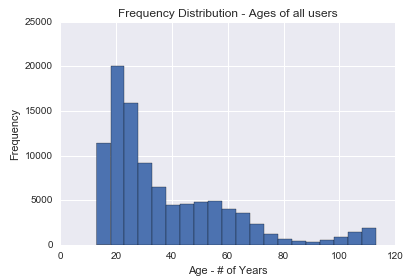 Frequency Distribution - Ages of all users
25000
20000
15000
10000
5000
0
Frequency
0 20 40 60 80 100 120
Age - # of Years